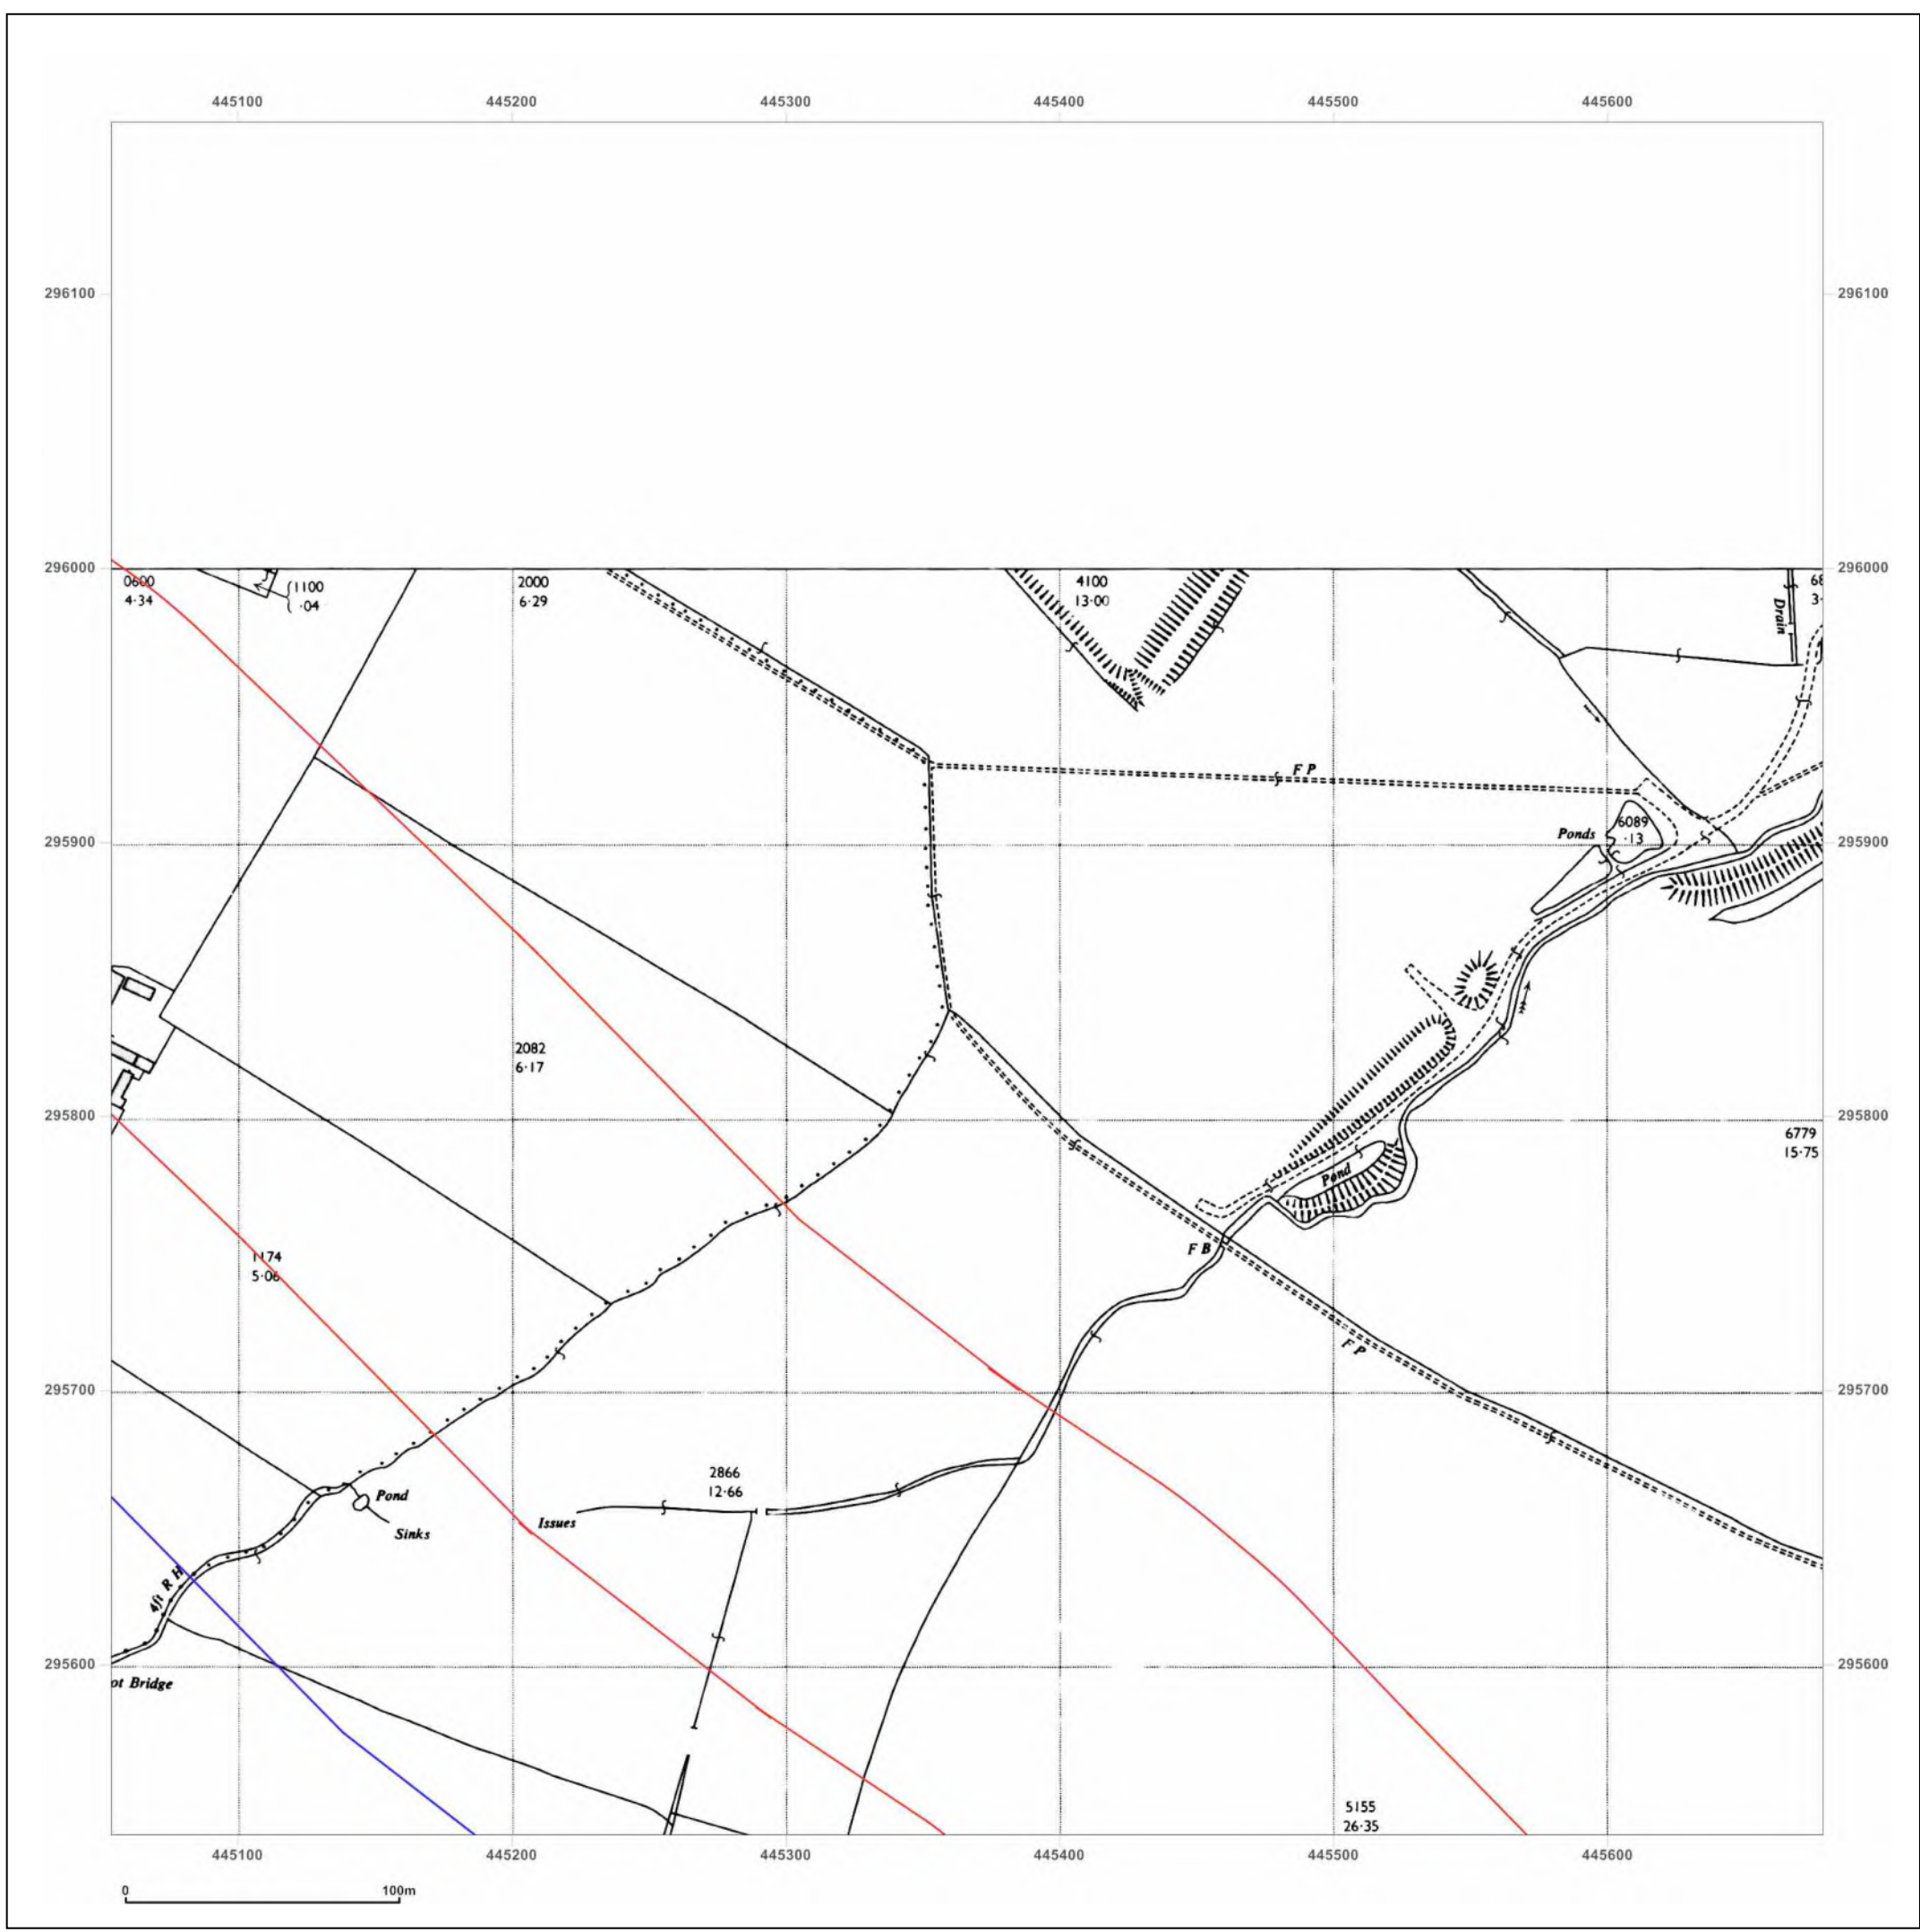 445100 445200 445300 445400 445500 445600
296100 296100
296000 296000
0600
4·34
1100
·04
2000
6·29
4100
13·00
Drain
68
3·
F P
Ponds
6089
·13
295900 295900
2082
6·17
295800 295800
6779
15·75
Pond
F B
1174
5·06
F P
295700 295700
2866
12·66
Pond
Issues
Sinks
4ft R H
295600 295600
ot Bridge
5155
26·35
445100 445200 445300 445400 445500 445600
0 100m